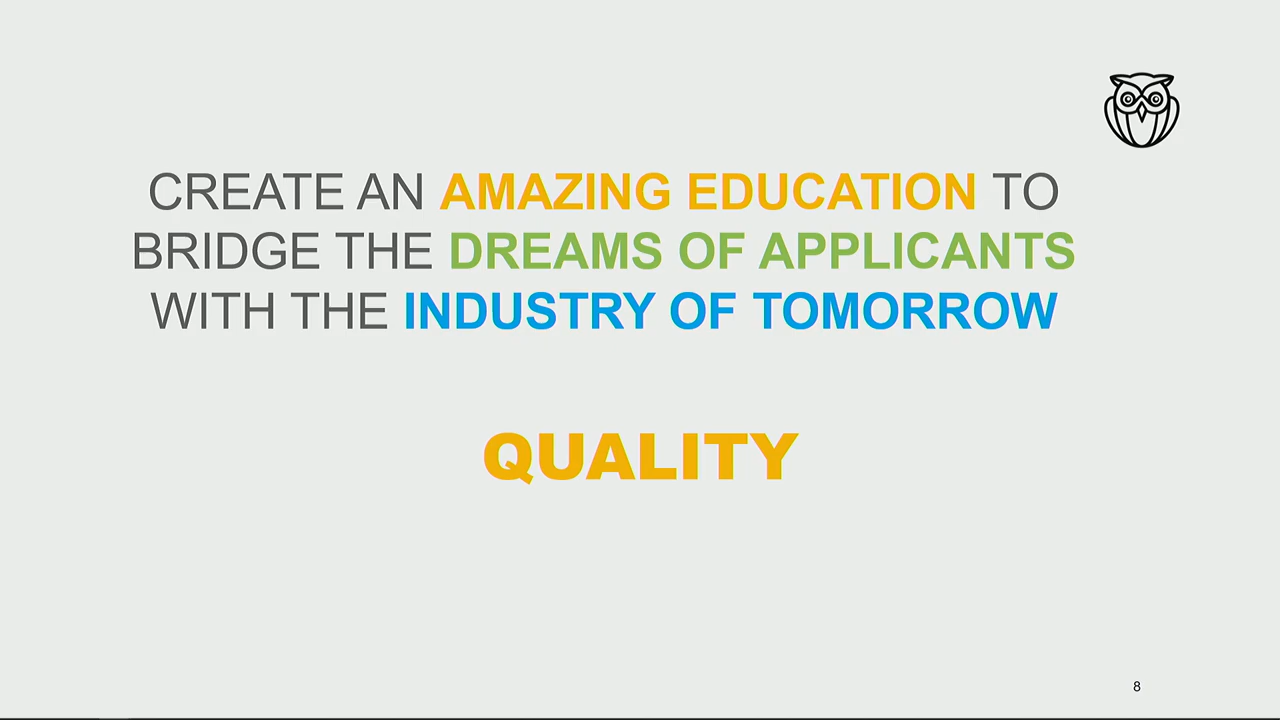 CREATE AN AMAZING EDUCATION TO
BRIDGE THE DREAMS OF APPLICANTS
WITH THE INDUSTRY OF TOMORROW
QUALITY
8